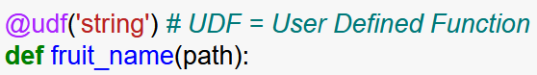 @udf('string') # UDF = User Defined Function
def fruit_name(path):